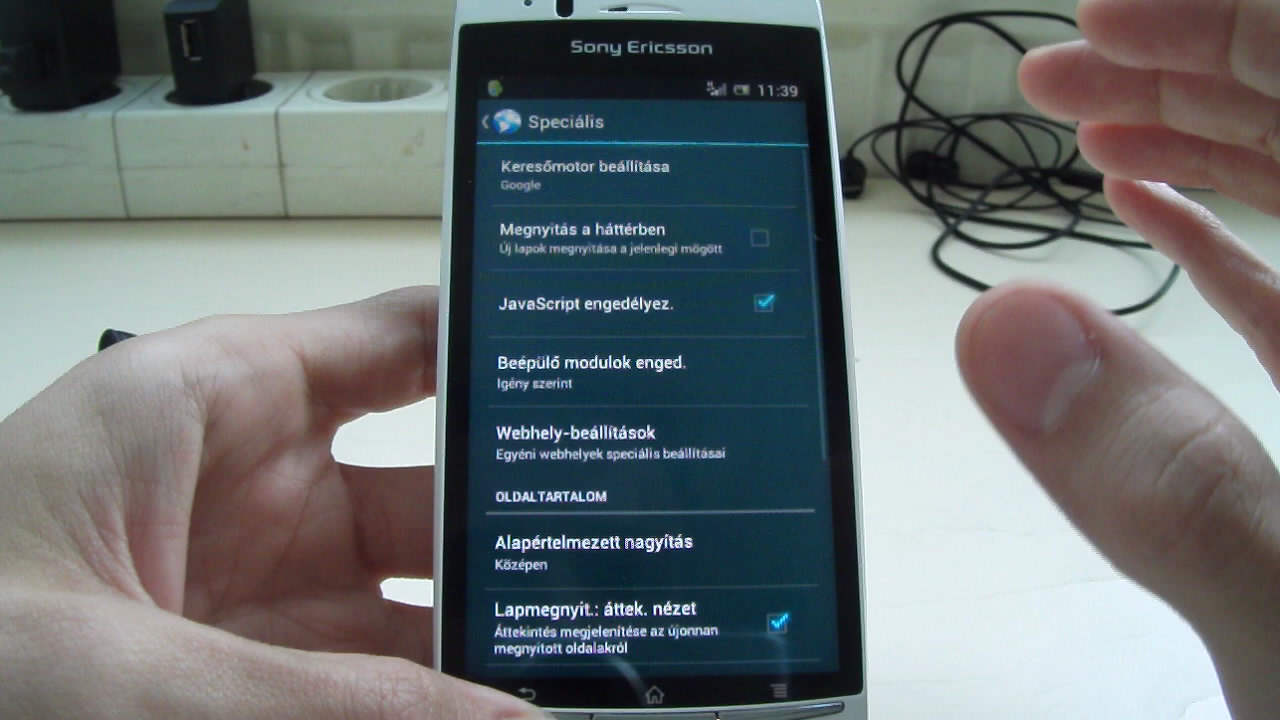 Sony Ericsson
11:39
Speciális
Keresőmotor beállítása
Google
Megnyitás a háttérben
Új lapok megnyitása a jelenlegi mögött
JavaScript engedélyez.
Beépülő modulok enged.
Igény szerint
Webhely-beállítások
Egyéni webhelyek speciális beállításai
OLDALTARTALOM
Alapértelmezett nagyítás
Középen
Lapmegnyit.: áttek. nézet
Áttekintés megjelenítése az újonnan
megnyitott oldalakról